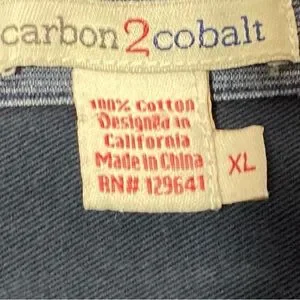 carbon2cobalt
100% Cotton
Designed in
California
Made in China
RN# 129641
XL